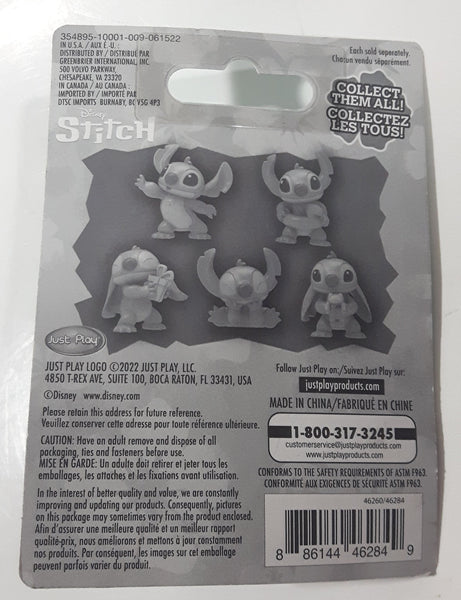 354895-10001-009-061522
IN U.S.A. / AUX É.-U. :
DISTRIBUTED BY / DISTRIBUÉ PAR
GREENBRIER INTERNATIONAL, INC.
500 VOLVO PARKWAY,
CHESAPEAKE, VA 23320
IN CANADA / AU CANADA :
IMPORTED BY / IMPORTÉ PAR
DTSC IMPORTS BURNABY, BC V5G 4P3
Each sold separately.
Chacun vendu séparément.
COLLECT
THEM ALL!
COLLECTEZ
LES TOUS!
Disney
Stitch
Just Play
JUST PLAY LOGO ©2022 JUST PLAY, LLC.
4850 T-REX AVE, SUITE 100, BOCA RATON, FL 33431, USA
©Disney www.disney.com
Please retain this address for future reference.
Veuillez conserver cette adresse pour toute référence ultérieure.
CAUTION: Have an adult remove and dispose of all
packaging, ties and fasteners before use.
MISE EN GARDE: Un adulte doit retirer et jeter tous les
emballages, les attaches et les fixations avant utilisation.
In the interest of better quality and value, we are constantly
improving and updating our products. Consequently, pictures
on this package may sometimes vary from the product enclosed.
Afin d'assurer une meilleure qualité et un meilleur rapport
qualité-prix, nous améliorons et mettons à jour constamment
nos produits. Par conséquent, les images sur cet emballage
peuvent parfois varier du produit.
Follow Just Play on:/Suivez Just Play sur:
justplayproducts.com
MADE IN CHINA/FABRIQUÉ EN CHINE
1-800-317-3245
customerservice@justplayproducts.com
www.justplayproducts.com
CONFORMS TO THE SAFETY REQUIREMENTS OF ASTM F963.
CONFORMITÉ AUX EXIGENCES DE SÉCURITÉ ASTM F963.
46260/46284
8 86144 46284 9